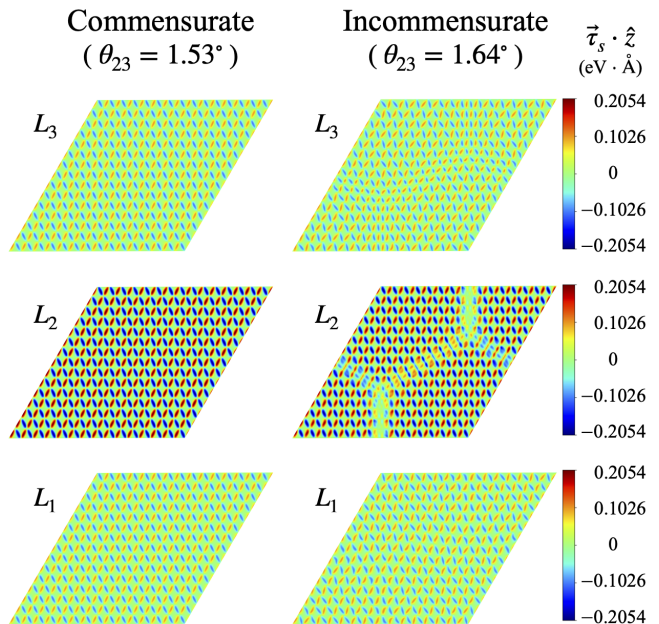 Commensurate
( θ₂₃ = 1.53° )
Incommensurate
( θ₂₃ = 1.64° )
τ⃗ₛ · ẑ
(eV · Å)
L₃
L₃
0.2054
0.1026
0
−0.1026
−0.2054
L₂
L₂
0.2054
0.1026
0
−0.1026
−0.2054
L₁
L₁
0.2054
0.1026
0
−0.1026
−0.2054